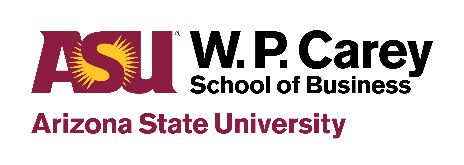 ASU W. P. Carey
School of Business
Arizona State University